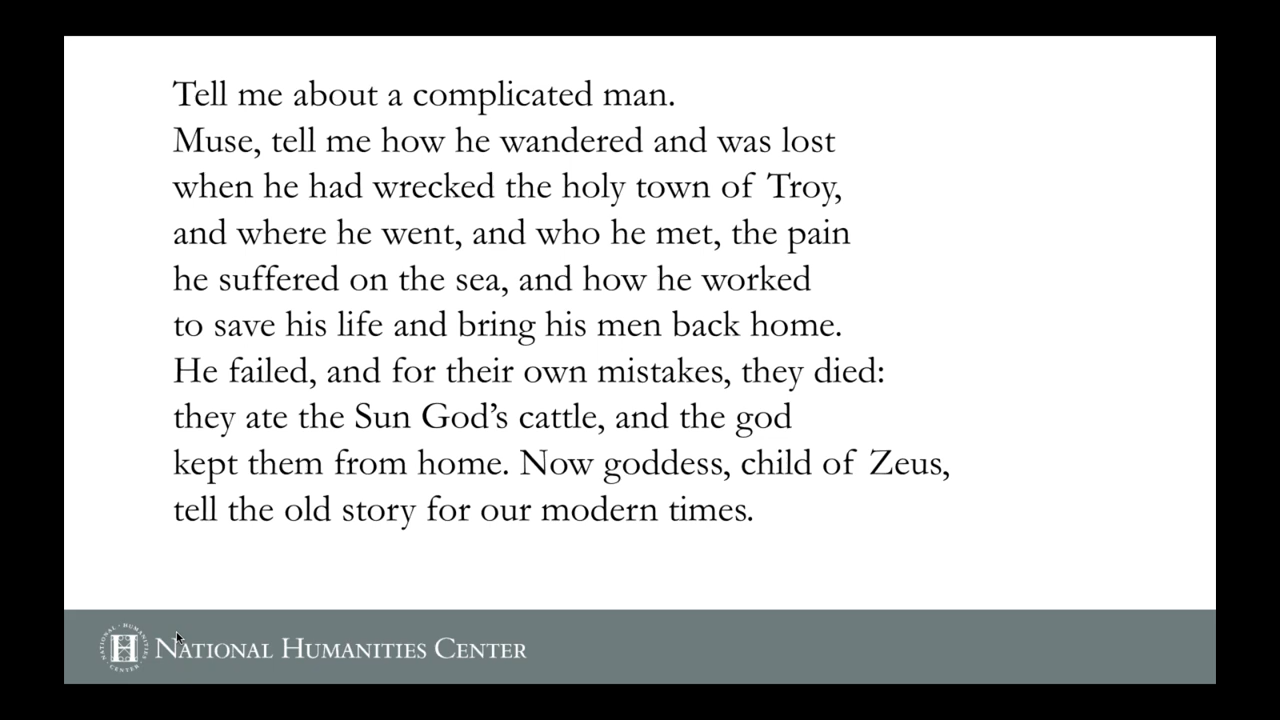 Tell me about a complicated man.
Muse, tell me how he wandered and was lost
when he had wrecked the holy town of Troy,
and where he went, and who he met, the pain
he suffered on the sea, and how he worked
to save his life and bring his men back home.
He failed, and for their own mistakes, they died:
they ate the Sun God’s cattle, and the god
kept them from home. Now goddess, child of Zeus,
tell the old story for our modern times.
NATIONAL · HUMANITIES · CENTER ·
H
NATIONAL HUMANITIES CENTER